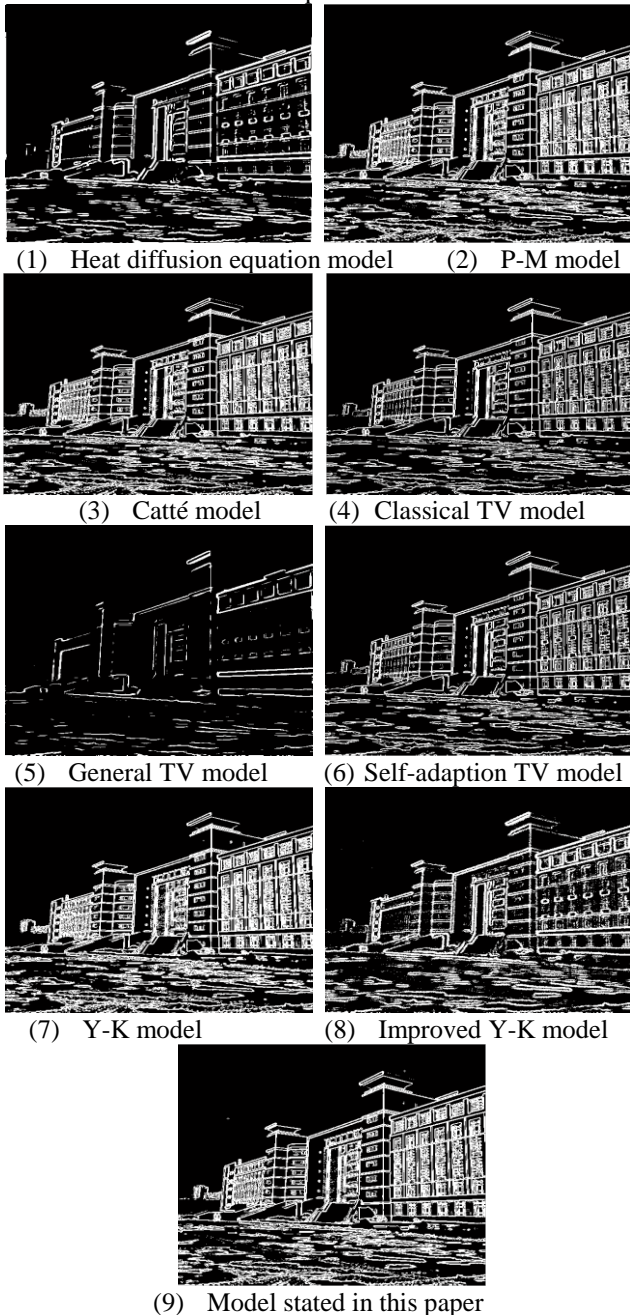 (1) Heat diffusion equation model (2) P-M model
(3) Catté model (4) Classical TV model
(5) General TV model (6) Self-adaption TV model
(7) Y-K model (8) Improved Y-K model
(9) Model stated in this paper